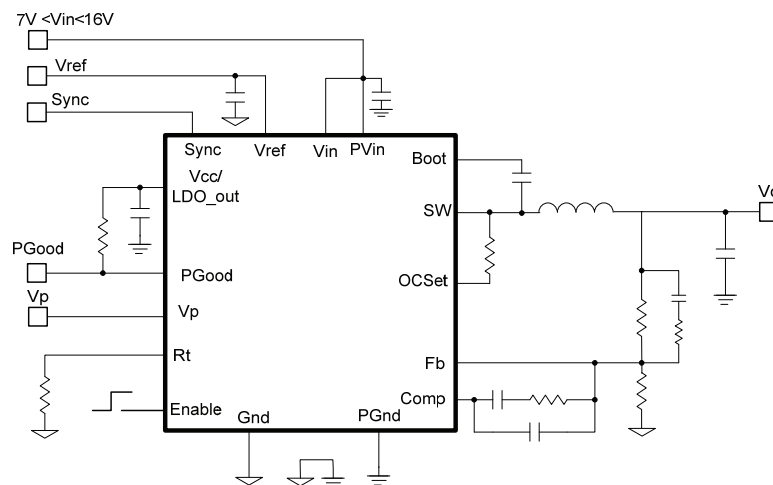 7V <Vin<16V
Vref
Sync
Sync
Vref
Vin
PVin
Vcc/
LDO_out
Boot
SW
Vo
PGood
PGood
OCSet
Vp
Vp
Rt
Fb
Enable
Comp
Gnd
PGnd